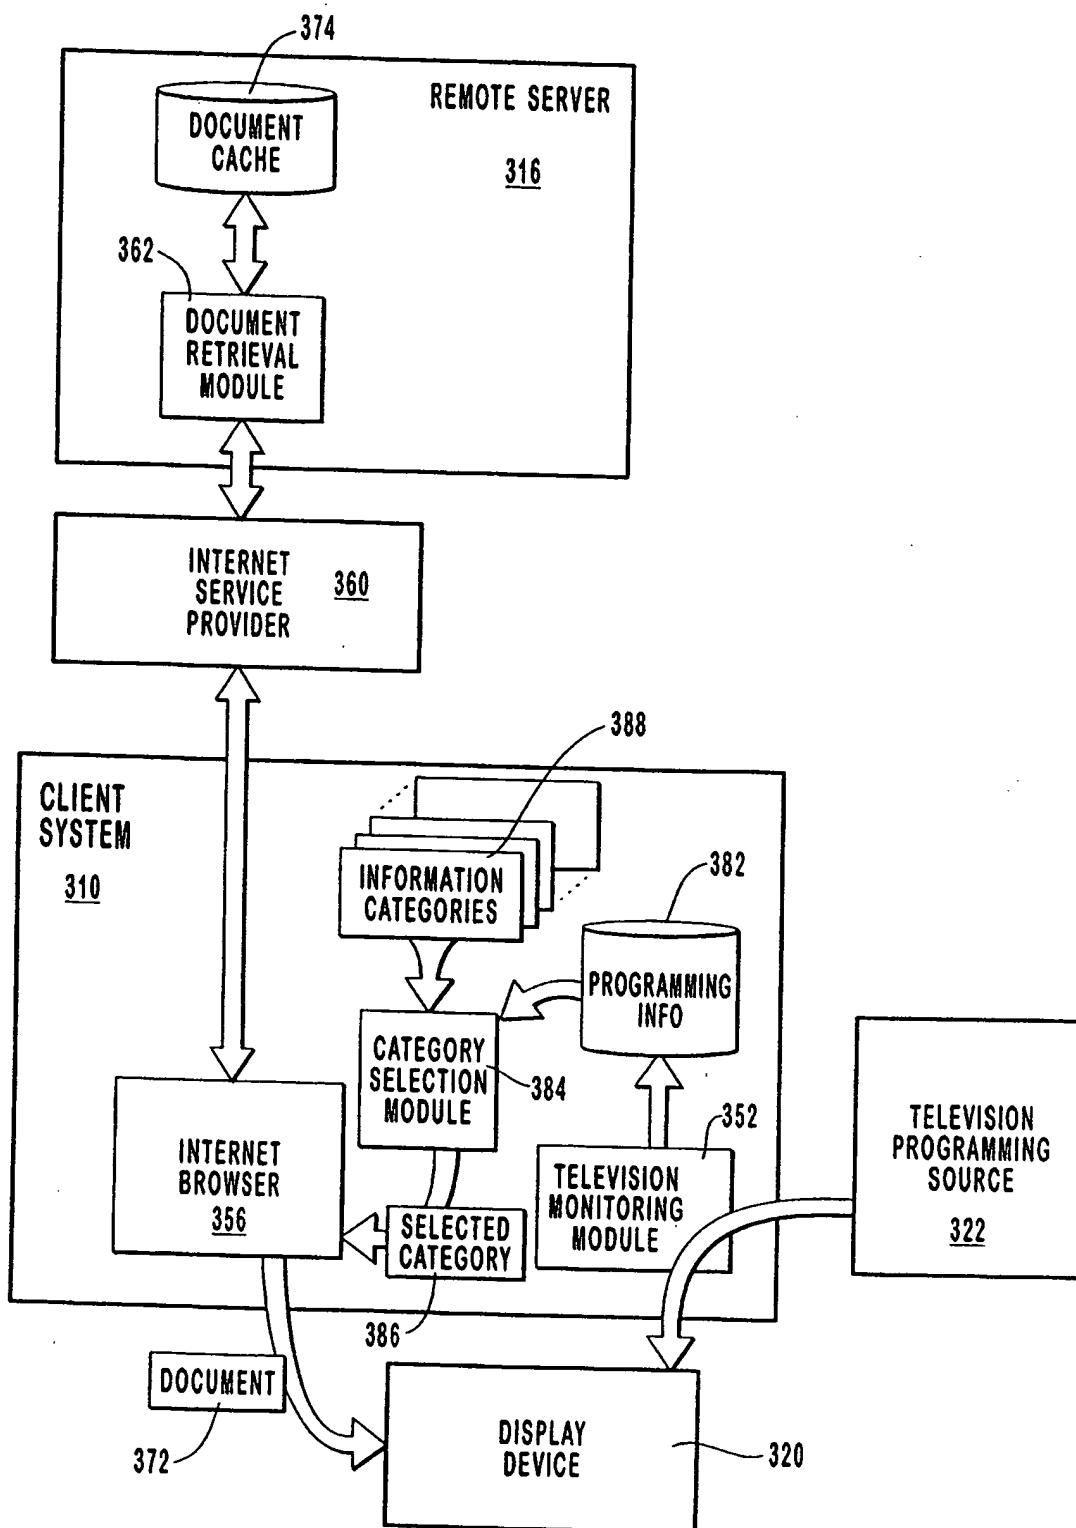 374
REMOTE SERVER
316
DOCUMENT
CACHE
362
DOCUMENT
RETRIEVAL
MODULE
INTERNET
SERVICE
PROVIDER
360
388
CLIENT
SYSTEM
310
INFORMATION
CATEGORIES
382
PROGRAMMING
INFO
CATEGORY
SELECTION
MODULE
384
352
TELEVISION
PROGRAMMING
SOURCE
322
INTERNET
BROWSER
356
TELEVISION
MONITORING
MODULE
SELECTED
CATEGORY
386
DOCUMENT
372
DISPLAY
DEVICE
320